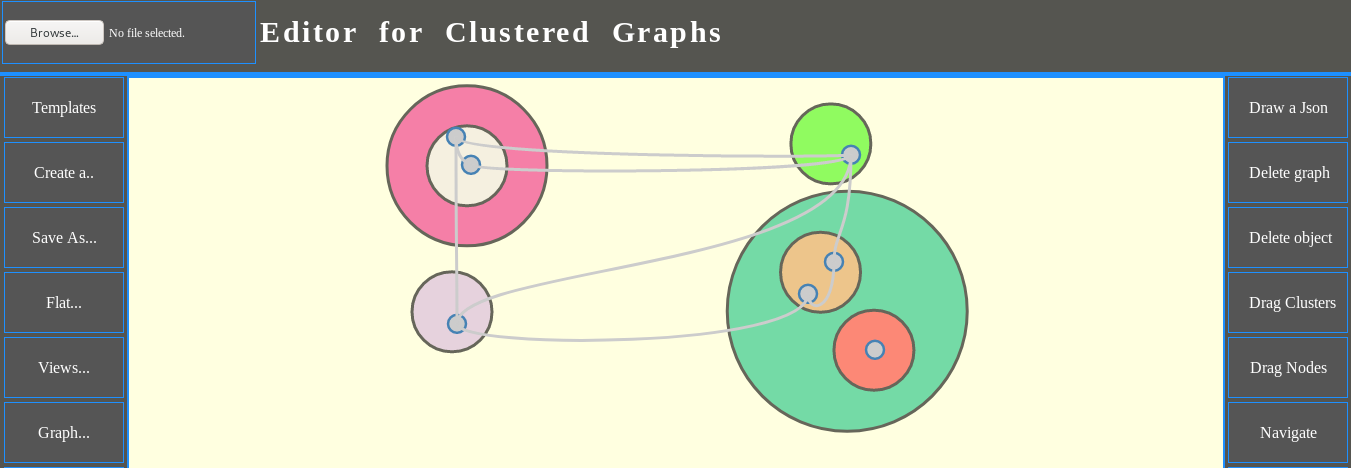 Browse... No file selected.
Editor for Clustered Graphs
Templates
Create a..
Save As...
Flat...
Views...
Graph...
Draw a Json
Delete graph
Delete object
Drag Clusters
Drag Nodes
Navigate